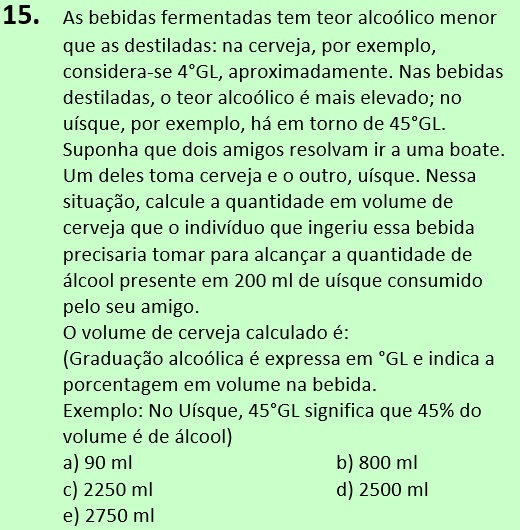 15. As bebidas fermentadas tem teor alcoólico menor
que as destiladas: na cerveja, por exemplo,
considera-se 4°GL, aproximadamente. Nas bebidas
destiladas, o teor alcoólico é mais elevado; no
uísque, por exemplo, há em torno de 45°GL.
Suponha que dois amigos resolvam ir a uma boate.
Um deles toma cerveja e o outro, uísque. Nessa
situação, calcule a quantidade em volume de
cerveja que o indivíduo que ingeriu essa bebida
precisaria tomar para alcançar a quantidade de
álcool presente em 200 ml de uísque consumido
pelo seu amigo.
O volume de cerveja calculado é:
(Graduação alcoólica é expressa em °GL e indica a
porcentagem em volume na bebida.
Exemplo: No Uísque, 45°GL significa que 45% do
volume é de álcool)
a) 90 ml b) 800 ml
c) 2250 ml d) 2500 ml
e) 2750 ml